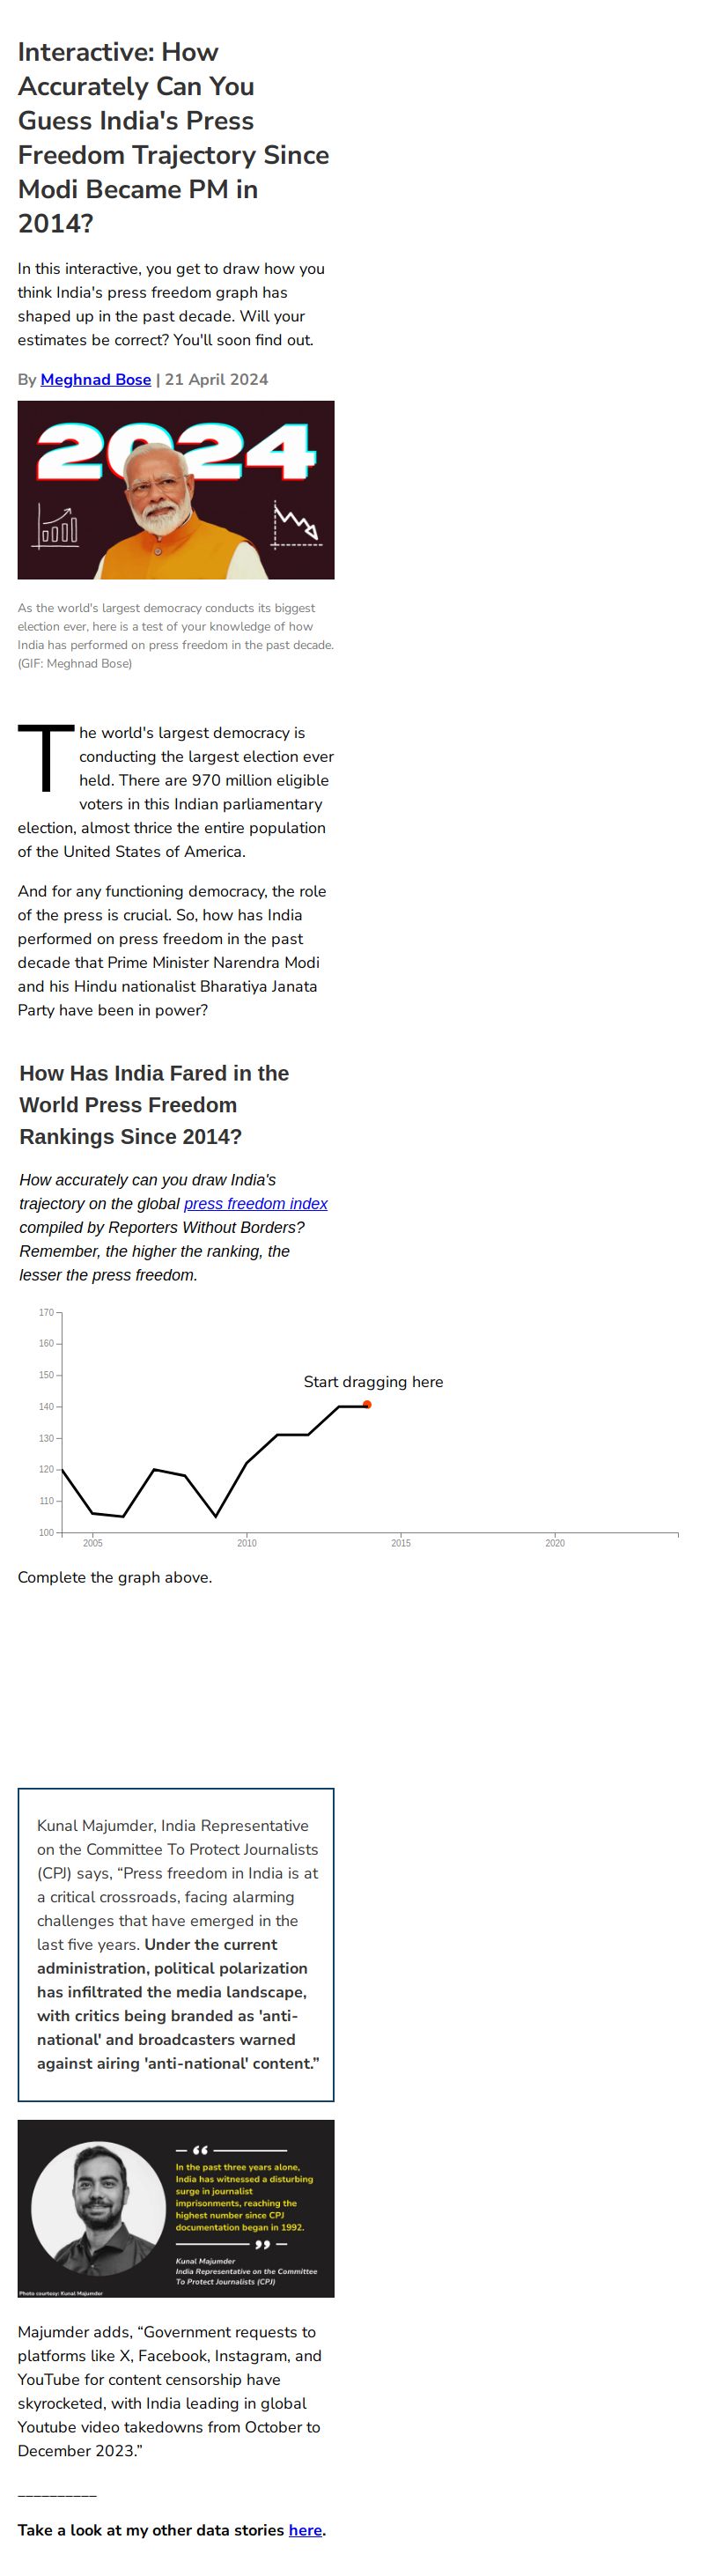 Interactive: How
Accurately Can You
Guess India's Press
Freedom Trajectory Since
Modi Became PM in
2014?
In this interactive, you get to draw how you
think India's press freedom graph has
shaped up in the past decade. Will your
estimates be correct? You'll soon find out.
By Meghnad Bose | 21 April 2024
2024
As the world's largest democracy conducts its biggest
election ever, here is a test of your knowledge of how
India has performed on press freedom in the past decade.
(GIF: Meghnad Bose)
The world's largest democracy is
conducting the largest election ever
held. There are 970 million eligible
voters in this Indian parliamentary
election, almost thrice the entire population
of the United States of America.
And for any functioning democracy, the role
of the press is crucial. So, how has India
performed on press freedom in the past
decade that Prime Minister Narendra Modi
and his Hindu nationalist Bharatiya Janata
Party have been in power?
How Has India Fared in the
World Press Freedom
Rankings Since 2014?
How accurately can you draw India's
trajectory on the global press freedom index
compiled by Reporters Without Borders?
Remember, the higher the ranking, the
lesser the press freedom.
170
160
150
Start dragging here
140
130
120
110
100
2005 2010 2015 2020
Complete the graph above.
Kunal Majumder, India Representative
on the Committee To Protect Journalists
(CPJ) says, “Press freedom in India is at
a critical crossroads, facing alarming
challenges that have emerged in the
last five years. Under the current
administration, political polarization
has infiltrated the media landscape,
with critics being branded as 'anti-
national' and broadcasters warned
against airing 'anti-national' content.”
“
In the past three years alone,
India has witnessed a disturbing
surge in journalist
imprisonments, reaching the
highest number since CPJ
documentation began in 1992.
”
Kunal Majumder
India Representative on the Committee
To Protect Journalists (CPJ)
Photo courtesy: Kunal Majumder
Majumder adds, “Government requests to
platforms like X, Facebook, Instagram, and
YouTube for content censorship have
skyrocketed, with India leading in global
Youtube video takedowns from October to
December 2023.”
__________
Take a look at my other data stories here.